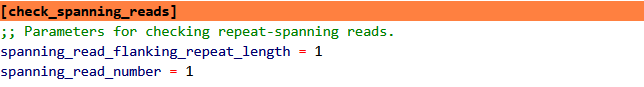 [check_spanning_reads]
;; Parameters for checking repeat-spanning reads.
spanning_read_flanking_repeat_length = 1
spanning_read_number = 1